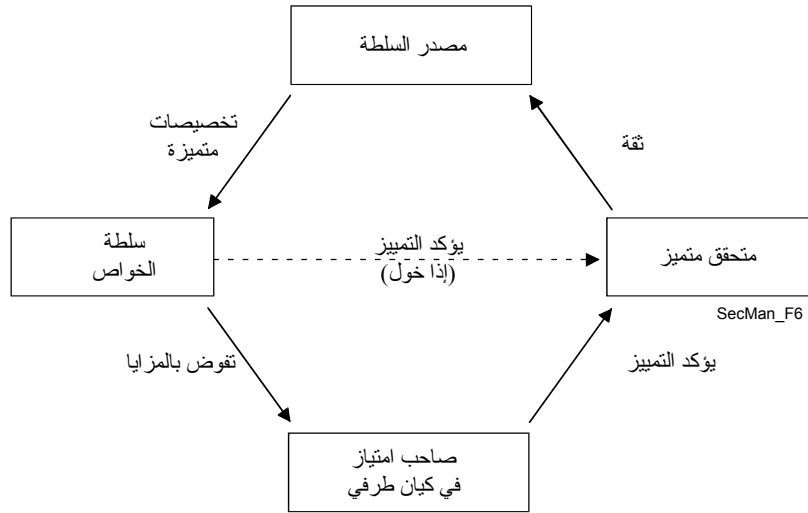 مصدر السلطة
تخصيصات
متميزة
ثقة
سلطة
الخواص
يؤكد التمييز
(إذا خول)
متحقق متميز
SecMan_F6
تفوض بالمزايا
يؤكد التمييز
صاحب امتياز
في كيان طرفي